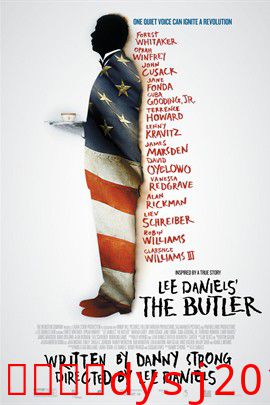 ONE QUIET VOICE CAN IGNITE A REVOLUTION
FOREST
WHITAKER
OPRAH
WINFREY
JOHN
CUSACK
JANE
FONDA
CUBA
GOODING, JR.
TERRENCE
HOWARD
LENNY
KRAVITZ
JAMES
MARSDEN
DAVID
OYELOWO
VANESSA
REDGRAVE
ALAN
RICKMAN
LIEV
SCHREIBER
ROBIN
WILLIAMS
CLARENCE
WILLIAMS III
INSPIRED BY A TRUE STORY
LEE DANIELS'
THE BUTLER
WRITTEN BY DANNY STRONG
DIRECTED BY LEE DANIELS
dysj20